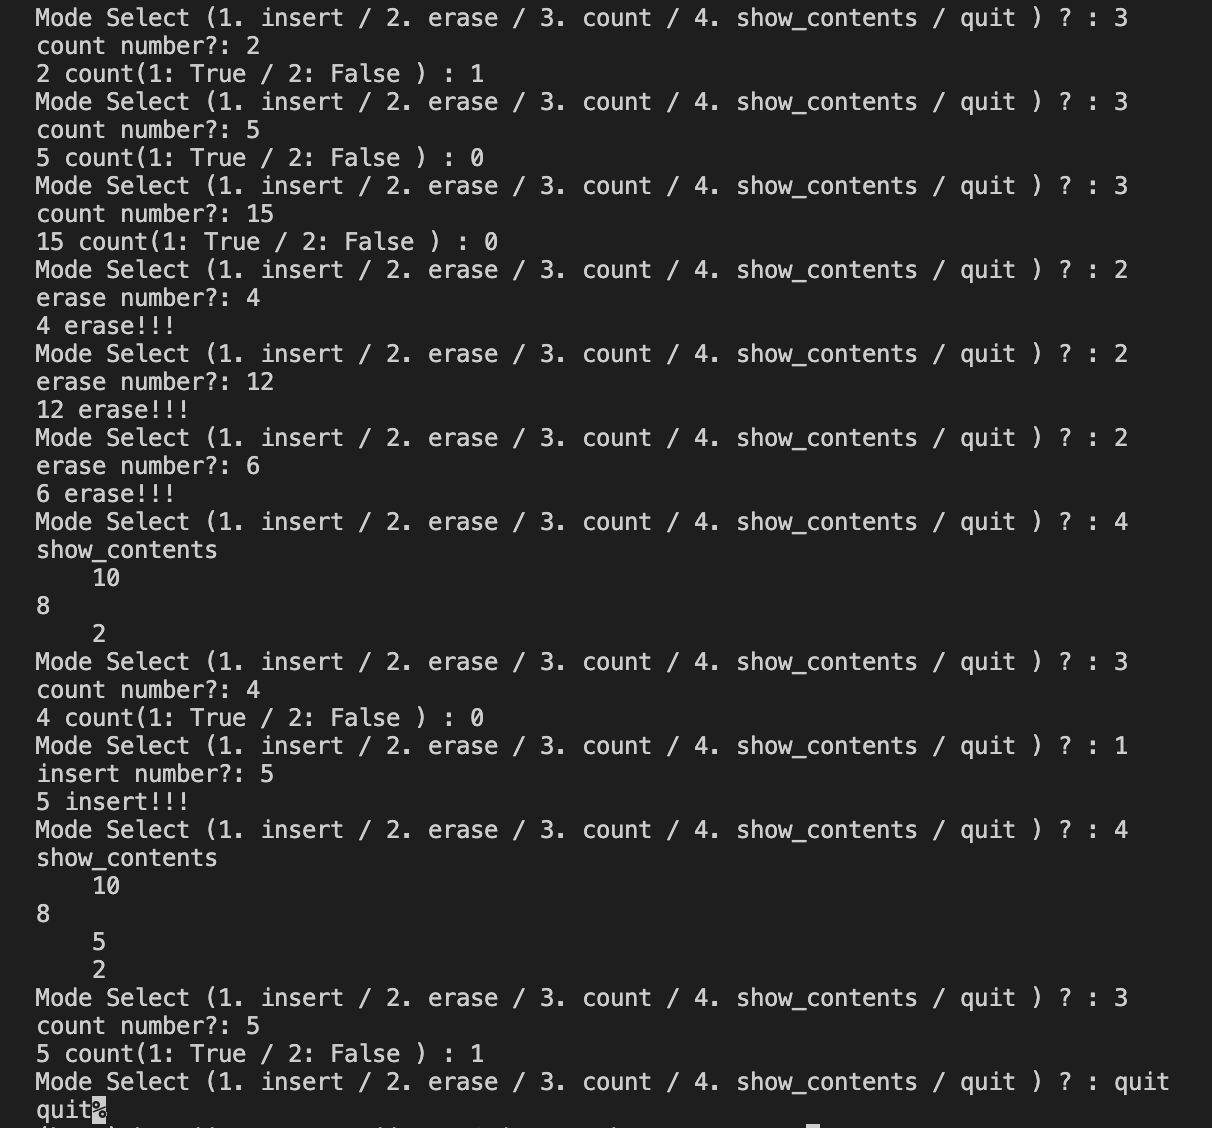 Mode Select (1. insert / 2. erase / 3. count / 4. show_contents / quit ) ? : 3
count number?: 2
2 count(1: True / 2: False ) : 1
Mode Select (1. insert / 2. erase / 3. count / 4. show_contents / quit ) ? : 3
count number?: 5
5 count(1: True / 2: False ) : 0
Mode Select (1. insert / 2. erase / 3. count / 4. show_contents / quit ) ? : 3
count number?: 15
15 count(1: True / 2: False ) : 0
Mode Select (1. insert / 2. erase / 3. count / 4. show_contents / quit ) ? : 2
erase number?: 4
4 erase!!!
Mode Select (1. insert / 2. erase / 3. count / 4. show_contents / quit ) ? : 2
erase number?: 12
12 erase!!!
Mode Select (1. insert / 2. erase / 3. count / 4. show_contents / quit ) ? : 2
erase number?: 6
6 erase!!!
Mode Select (1. insert / 2. erase / 3. count / 4. show_contents / quit ) ? : 4
show_contents
    10
8
    2
Mode Select (1. insert / 2. erase / 3. count / 4. show_contents / quit ) ? : 3
count number?: 4
4 count(1: True / 2: False ) : 0
Mode Select (1. insert / 2. erase / 3. count / 4. show_contents / quit ) ? : 1
insert number?: 5
5 insert!!!
Mode Select (1. insert / 2. erase / 3. count / 4. show_contents / quit ) ? : 4
show_contents
    10
8
    5
    2
Mode Select (1. insert / 2. erase / 3. count / 4. show_contents / quit ) ? : 3
count number?: 5
5 count(1: True / 2: False ) : 1
Mode Select (1. insert / 2. erase / 3. count / 4. show_contents / quit ) ? : quit
quit%